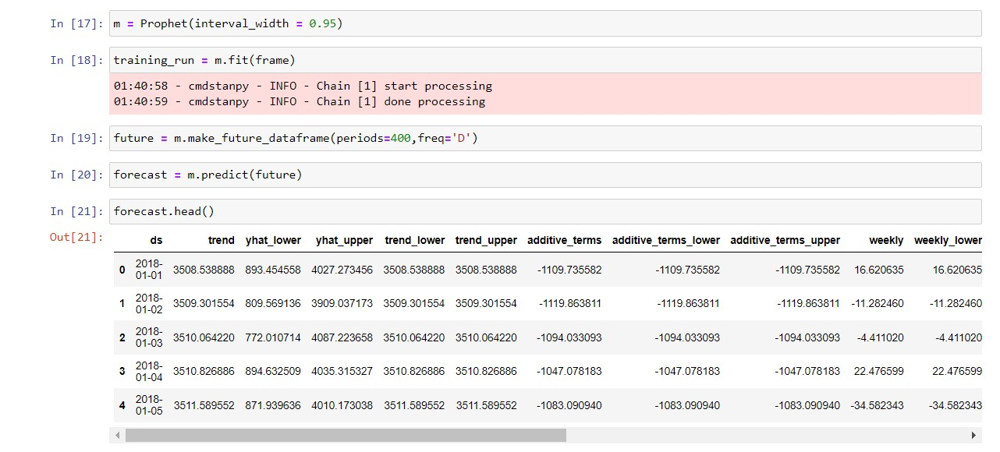 In [17]: m = Prophet(interval_width = 0.95)
In [18]: training_run = m.fit(frame)
01:40:58 - cmdstanpy - INFO - Chain [1] start processing
01:40:59 - cmdstanpy - INFO - Chain [1] done processing
In [19]: future = m.make_future_dataframe(periods=400,freq='D')
In [20]: forecast = m.predict(future)
In [21]: forecast.head()
Out[21]:
ds trend yhat_lower yhat_upper trend_lower trend_upper additive_terms additive_terms_lower additive_terms_upper weekly weekly_lower
0 2018-01-01 3508.538888 893.454558 4027.273456 3508.538888 3508.538888 -1109.735582 -1109.735582 -1109.735582 16.620635 16.620635
1 2018-01-02 3509.301554 809.569136 3909.037173 3509.301554 3509.301554 -1119.863811 -1119.863811 -1119.863811 -11.282460 -11.282460
2 2018-01-03 3510.064220 772.010714 4087.223658 3510.064220 3510.064220 -1094.033093 -1094.033093 -1094.033093 -4.411020 -4.411020
3 2018-01-04 3510.826886 894.632509 4035.315327 3510.826886 3510.826886 -1047.078183 -1047.078183 -1047.078183 22.476599 22.476599
4 2018-01-05 3511.589552 871.939636 4010.173038 3511.589552 3511.589552 -1083.090940 -1083.090940 -1083.090940 -34.582343 -34.582343